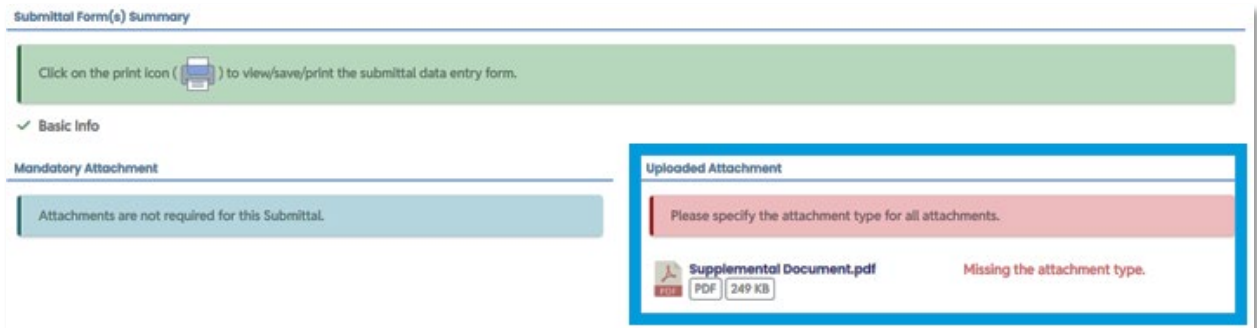 Submittal Form(s) Summary
Click on the print icon ( ) to view/save/print the submittal data entry form.
Basic Info
Mandatory Attachment
Attachments are not required for this Submittal.
Uploaded Attachment
Please specify the attachment type for all attachments.
Supplemental Document.pdf
Missing the attachment type.
PDF
PDF 249 KB